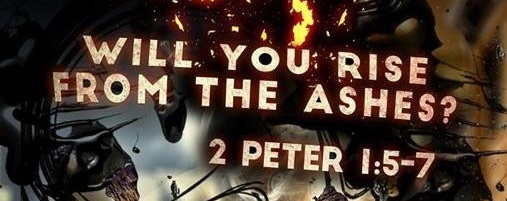 WILL YOU RISE
FROM THE ASHES?
2 PETER 1:5-7